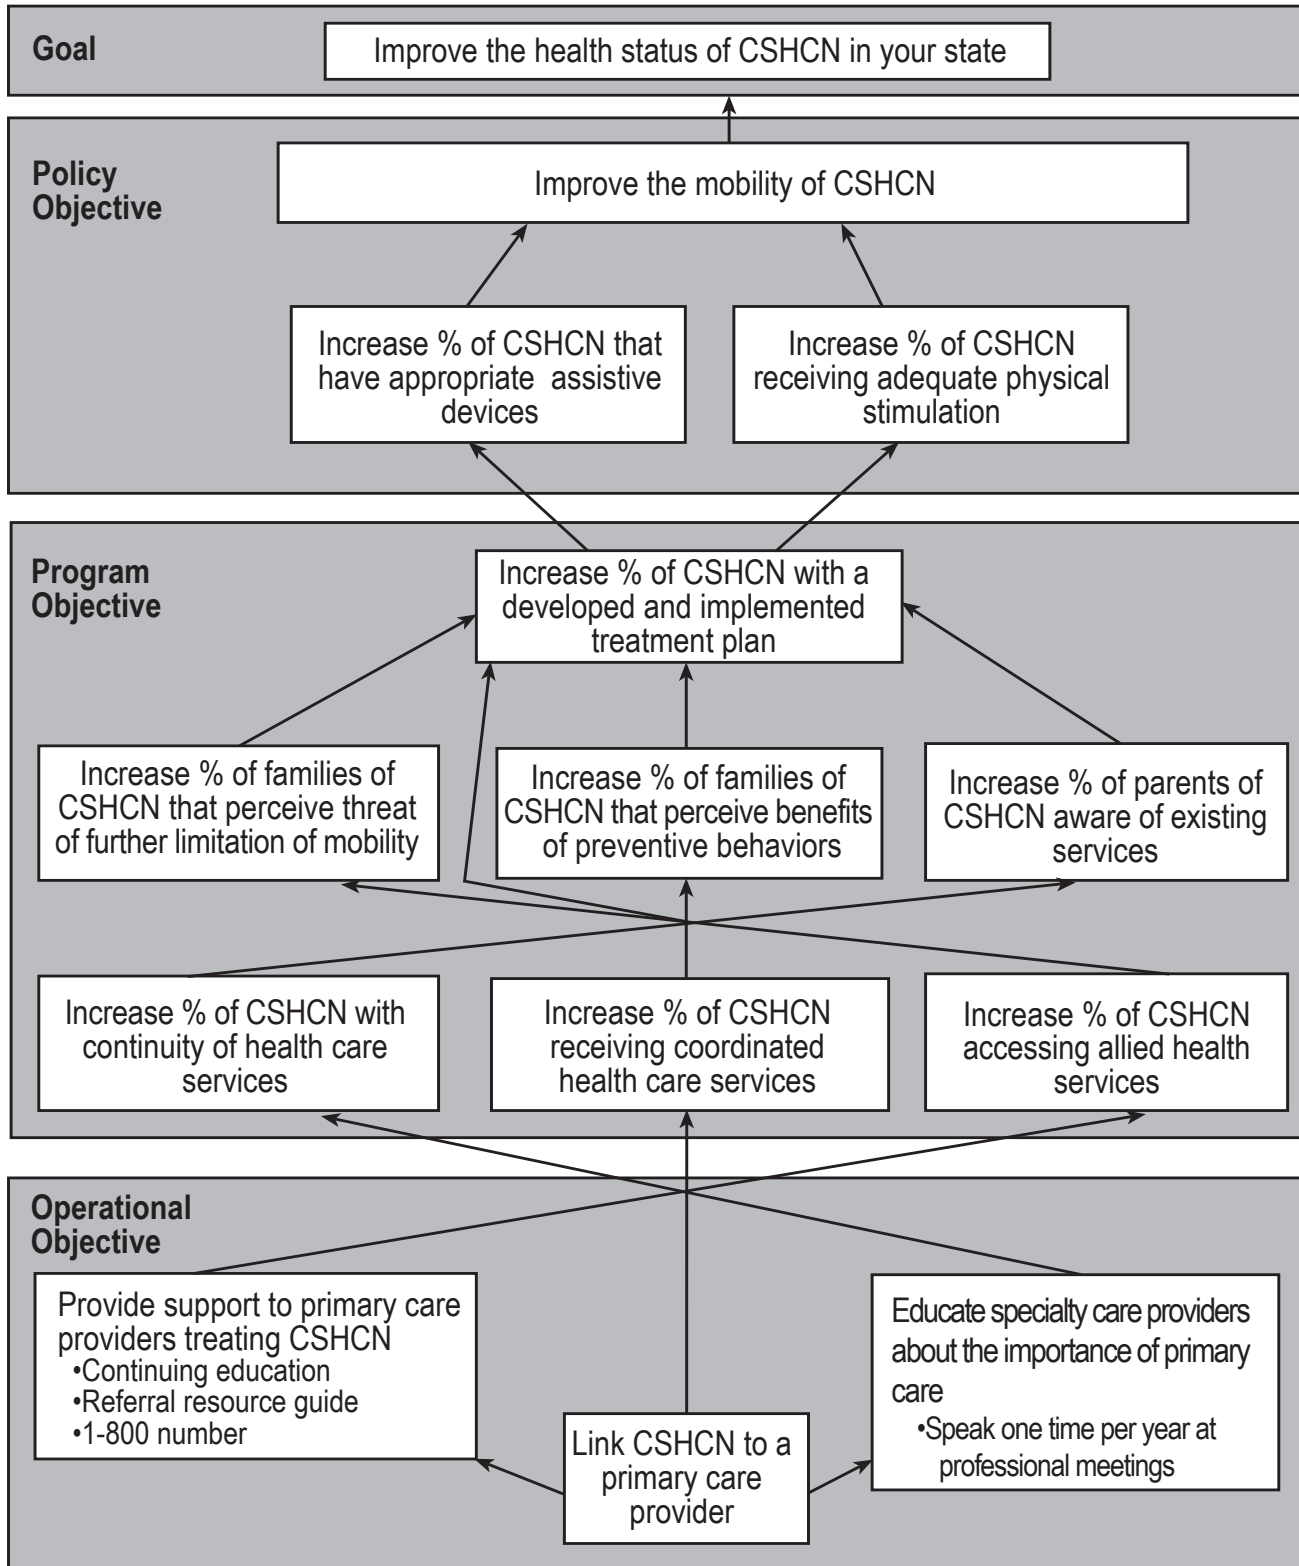 Goal
Improve the health status of CSHCN in your state
Policy
Objective
Improve the mobility of CSHCN
Increase % of CSHCN that
have appropriate assistive
devices
Increase % of CSHCN
receiving adequate physical
stimulation
Program
Objective
Increase % of CSHCN with a
developed and implemented
treatment plan
Increase % of families of
CSHCN that perceive threat
of further limitation of mobility
Increase % of families of
CSHCN that perceive benefits
of preventive behaviors
Increase % of parents of
CSHCN aware of existing
services
Increase % of CSHCN with
continuity of health care
services
Increase % of CSHCN
receiving coordinated
health care services
Increase % of CSHCN
accessing allied health
services
Operational
Objective
Provide support to primary care
providers treating CSHCN
•Continuing education
•Referral resource guide
•1-800 number
Link CSHCN to a
primary care
provider
Educate specialty care providers
about the importance of primary
care
•Speak one time per year at
professional meetings